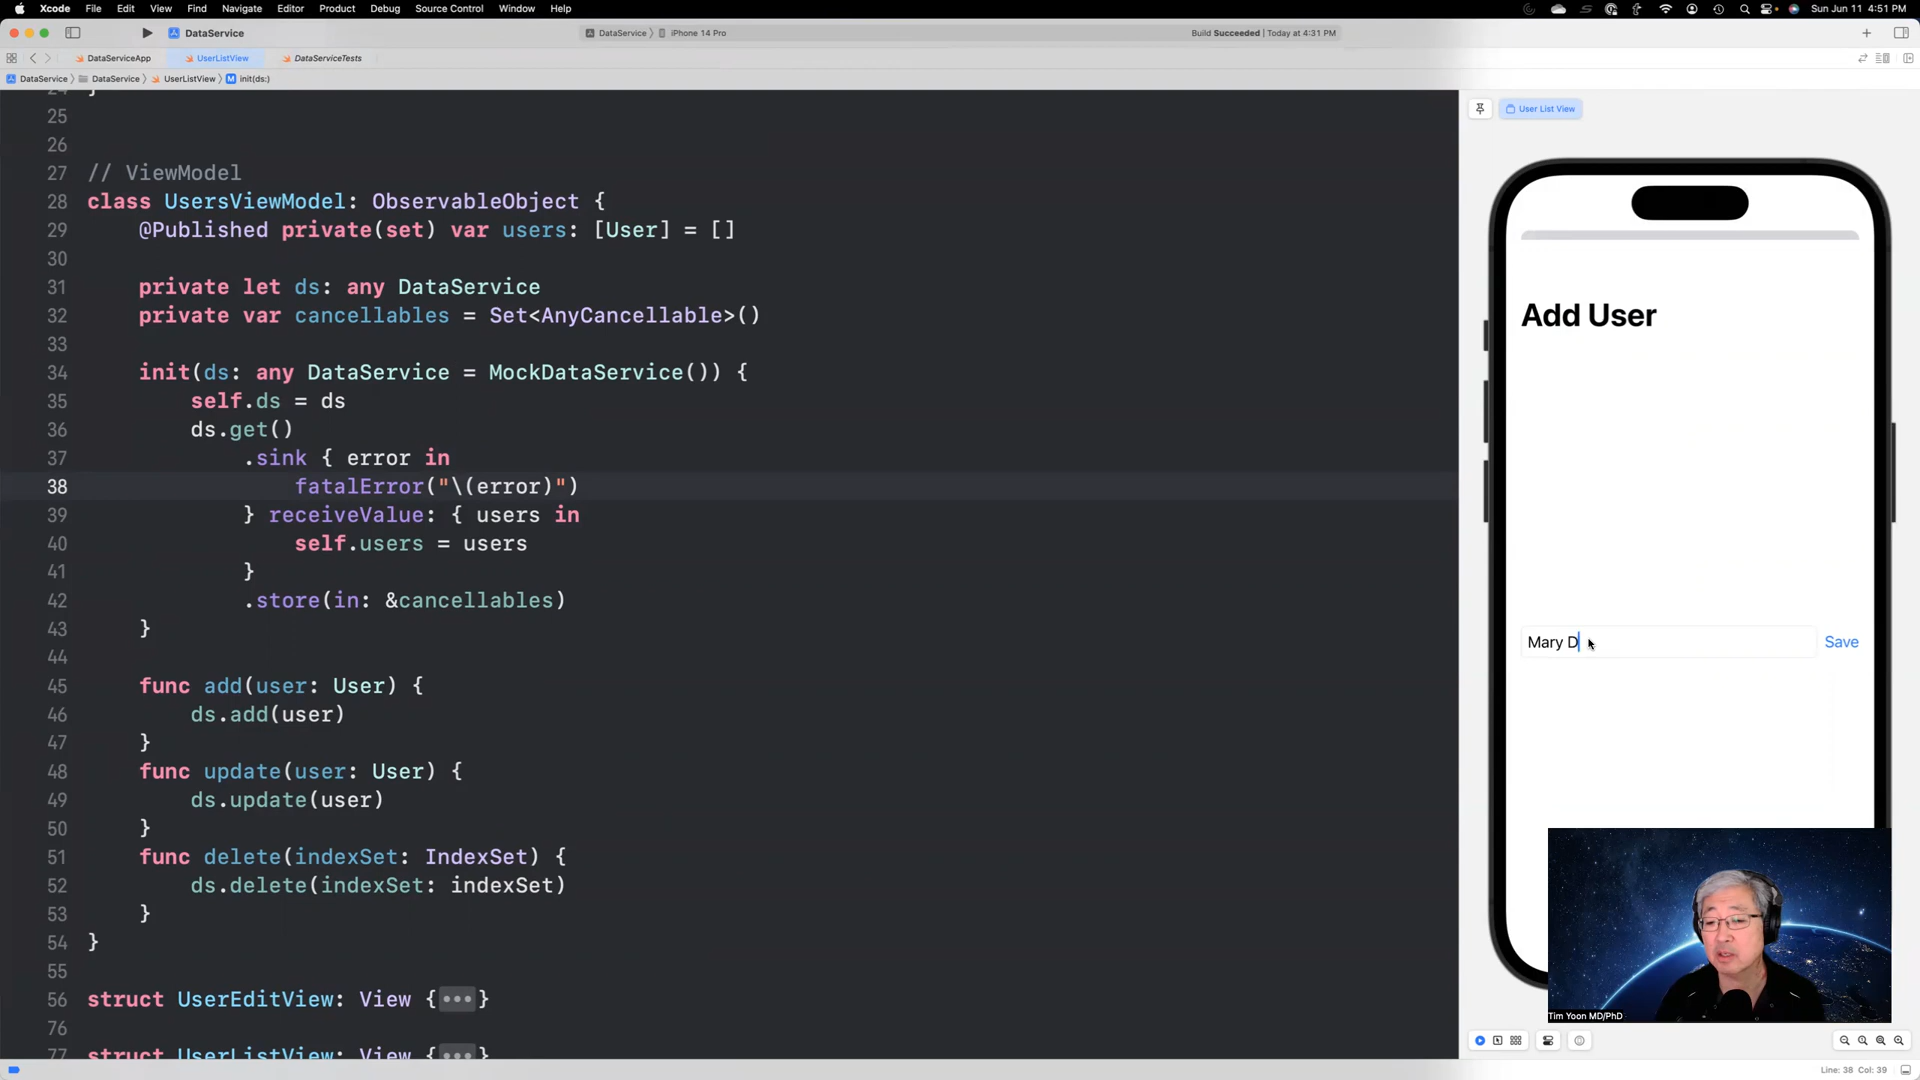 Xcode File Edit View Find Navigate Editor Product Debug Source Control Window Help
Sun Jun 11 4:51 PM
DataService
DataService 〉 iPhone 14 Pro
Build Succeeded | Today at 4:31 PM
DataServiceApp UserListView DataServiceTests
DataService 〉 DataService 〉 UserListView 〉 M init(ds:)
24 }
25
26
27 // ViewModel
28 class UsersViewModel: ObservableObject {
29 @Published private(set) var users: [User] = []
30
31 private let ds: any DataService
32 private var cancellables = Set<AnyCancellable>()
33
34 init(ds: any DataService = MockDataService()) {
35 self.ds = ds
36 ds.get()
37 .sink { error in
38 fatalError("\(error)")
39 } receiveValue: { users in
40 self.users = users
41 }
42 .store(in: &cancellables)
43 }
44
45 func add(user: User) {
46 ds.add(user)
47 }
48 func update(user: User) {
49 ds.update(user)
50 }
51 func delete(indexSet: IndexSet) {
52 ds.delete(indexSet: indexSet)
53 }
54 }
55
56 struct UserEditView: View {•••}
76
77 struct UserListView: View {•••}
User List View
Add User
Mary D
Save
Tim Yoon MD/PhD
Line: 38 Col: 39